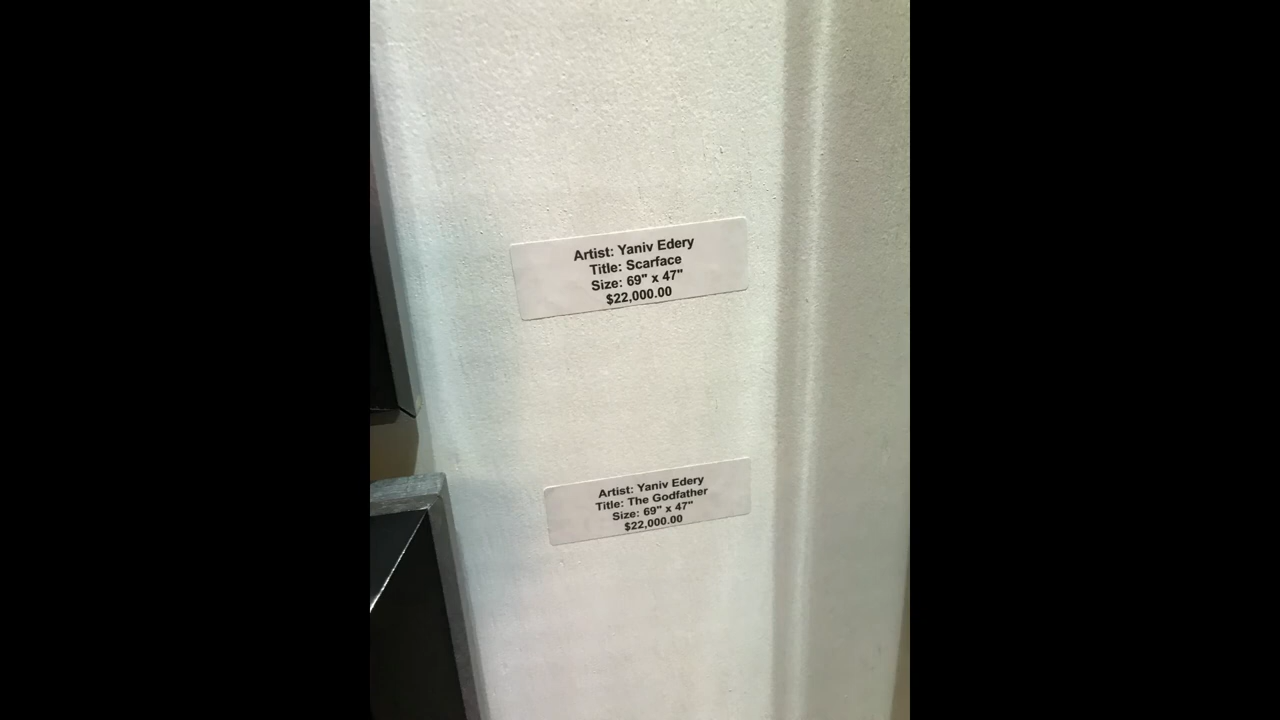 Artist: Yaniv Edery
Title: Scarface
Size: 69" x 47"
$22,000.00
Artist: Yaniv Edery
Title: The Godfather
Size: 69" x 47"
$22,000.00